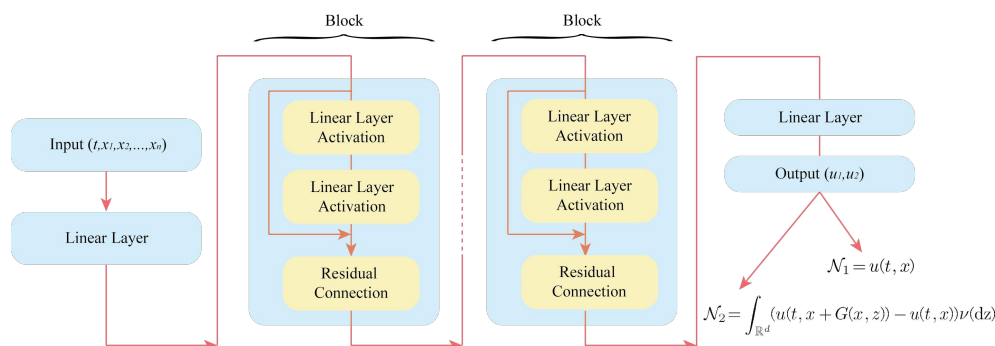 Block
Block
Input (t,x₁,x₂,...,xₙ)
Linear Layer
Linear Layer
Activation
Linear Layer
Activation
Residual
Connection
Linear Layer
Activation
Linear Layer
Activation
Residual
Connection
Linear Layer
Output (u₁,u₂)
𝒩₁=u(t, x)
𝒩₂=∫_{ℝ^d}(u(t, x + G(x, z)) − u(t, x))ν(dz)